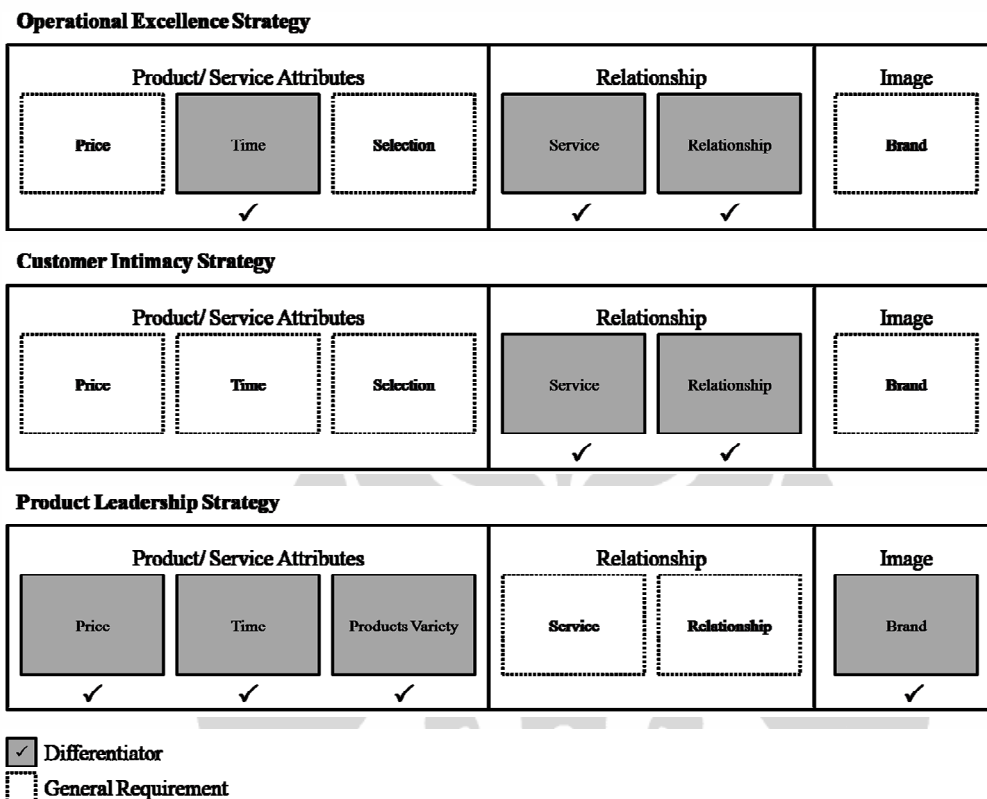 Operational Excellence Strategy
Product/ Service Attributes Relationship Image
Price Time Selection Service Relationship Brand
✓ ✓ ✓
Customer Intimacy Strategy
Product/ Service Attributes Relationship Image
Price Time Selection Service Relationship Brand
✓ ✓
Product Leadership Strategy
Product/ Service Attributes Relationship Image
Price Time Products Variety Service Relationship Brand
✓ ✓ ✓ ✓
✓ Differentiator
General Requirement